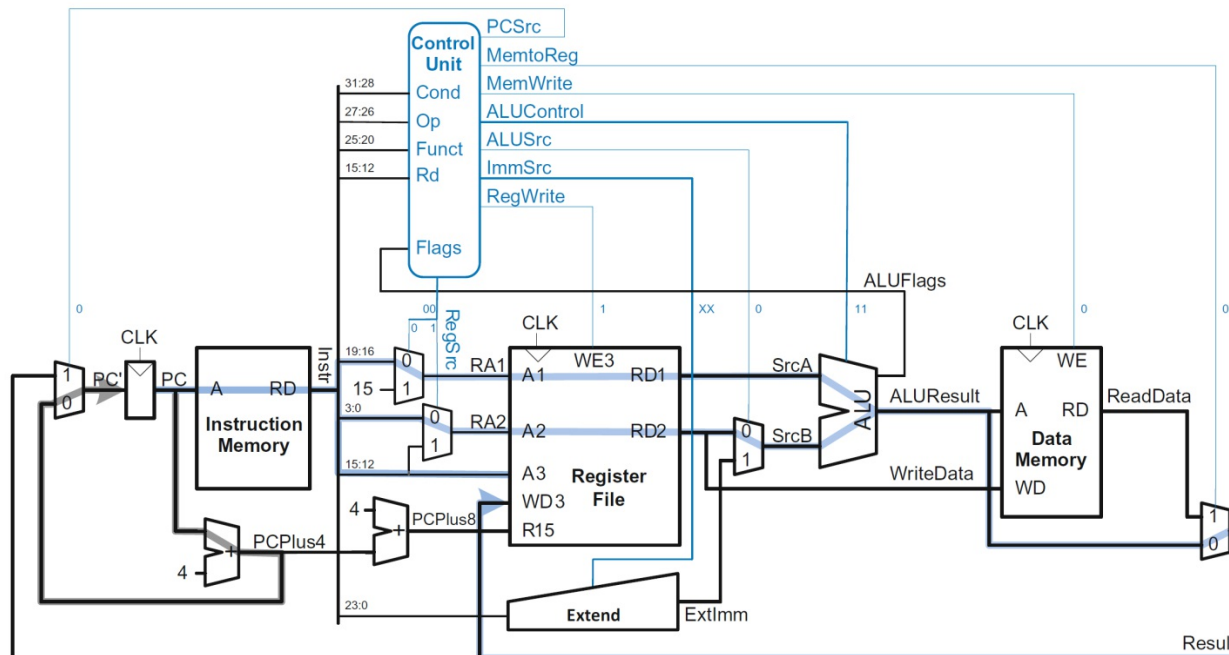 PCSrc
Control
Unit
MemtoReg
31:28
Cond
MemWrite
27:26
Op
ALUControl
25:20
Funct
ALUSrc
15:12
Rd
ImmSrc
RegWrite
Flags
ALUFlags
0
00
0 1
RegSrc
1
XX
0
11
0
0
CLK
CLK
CLK
19:16
0
RA1
A1
WE3
RD1
SrcA
WE
1
PC'
PC
A
RD
Instr
15
1
ALU
ALUResult
A
RD
ReadData
0
Instruction
Memory
3:0
0
RA2
A2
RD2
0
SrcB
Data
Memory
1
1
15:12
A3
Register
File
WriteData
WD
WD3
4
+
PCPlus8
R15
1
0
+
PCPlus4
4
23:0
Extend
ExtImm
Resul